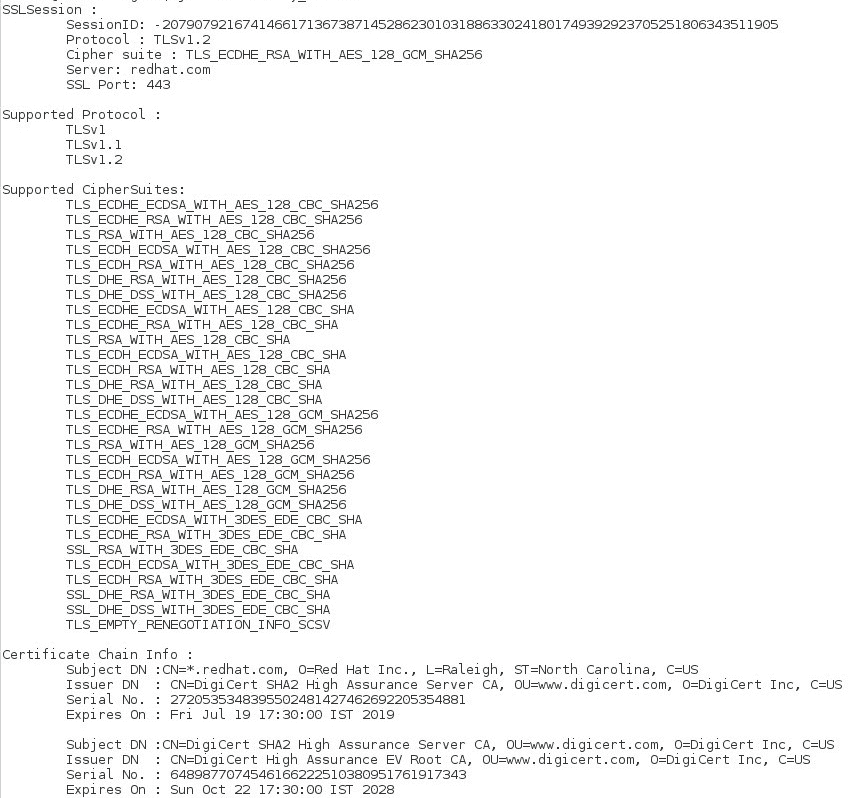 SSLSession :
SessionID: -20790792167414661713673871452862301031886330241801749392923705251806343511905
Protocol : TLSv1.2
Cipher suite : TLS_ECDHE_RSA_WITH_AES_128_GCM_SHA256
Server: redhat.com
SSL Port: 443
Supported Protocol :
TLSv1
TLSv1.1
TLSv1.2
Supported CipherSuites:
TLS_ECDHE_ECDSA_WITH_AES_128_CBC_SHA256
TLS_ECDHE_RSA_WITH_AES_128_CBC_SHA256
TLS_RSA_WITH_AES_128_CBC_SHA256
TLS_ECDH_ECDSA_WITH_AES_128_CBC_SHA256
TLS_ECDH_RSA_WITH_AES_128_CBC_SHA256
TLS_DHE_RSA_WITH_AES_128_CBC_SHA256
TLS_DHE_DSS_WITH_AES_128_CBC_SHA256
TLS_ECDHE_ECDSA_WITH_AES_128_CBC_SHA
TLS_ECDHE_RSA_WITH_AES_128_CBC_SHA
TLS_RSA_WITH_AES_128_CBC_SHA
TLS_ECDH_ECDSA_WITH_AES_128_CBC_SHA
TLS_ECDH_RSA_WITH_AES_128_CBC_SHA
TLS_DHE_RSA_WITH_AES_128_CBC_SHA
TLS_DHE_DSS_WITH_AES_128_CBC_SHA
TLS_ECDHE_ECDSA_WITH_AES_128_GCM_SHA256
TLS_ECDHE_RSA_WITH_AES_128_GCM_SHA256
TLS_RSA_WITH_AES_128_GCM_SHA256
TLS_ECDH_ECDSA_WITH_AES_128_GCM_SHA256
TLS_ECDH_RSA_WITH_AES_128_GCM_SHA256
TLS_DHE_RSA_WITH_AES_128_GCM_SHA256
TLS_DHE_DSS_WITH_AES_128_GCM_SHA256
TLS_ECDHE_ECDSA_WITH_3DES_EDE_CBC_SHA
TLS_ECDHE_RSA_WITH_3DES_EDE_CBC_SHA
SSL_RSA_WITH_3DES_EDE_CBC_SHA
TLS_ECDH_ECDSA_WITH_3DES_EDE_CBC_SHA
TLS_ECDH_RSA_WITH_3DES_EDE_CBC_SHA
SSL_DHE_RSA_WITH_3DES_EDE_CBC_SHA
SSL_DHE_DSS_WITH_3DES_EDE_CBC_SHA
TLS_EMPTY_RENEGOTIATION_INFO_SCSV
Certificate Chain Info :
Subject DN :CN=*.redhat.com, O=Red Hat Inc., L=Raleigh, ST=North Carolina, C=US
Issuer DN : CN=DigiCert SHA2 High Assurance Server CA, OU=www.digicert.com, O=DigiCert Inc, C=US
Serial No. : 2720535348395502481427462692205354881
Expires On : Fri Jul 19 17:30:00 IST 2019
Subject DN :CN=DigiCert SHA2 High Assurance Server CA, OU=www.digicert.com, O=DigiCert Inc, C=US
Issuer DN : CN=DigiCert High Assurance EV Root CA, OU=www.digicert.com, O=DigiCert Inc, C=US
Serial No. : 6489877074546166222510380951761917343
Expires On : Sun Oct 22 17:30:00 IST 2028